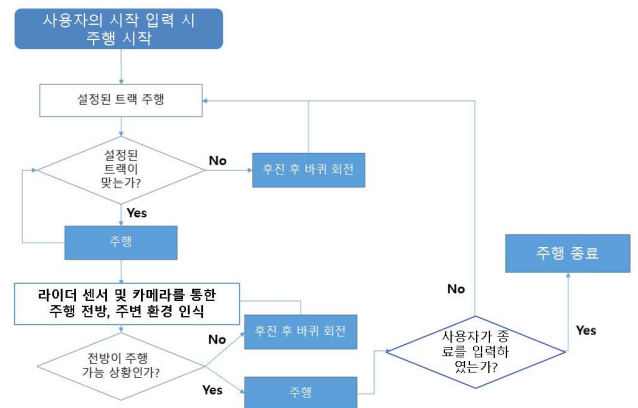 사용자의 시작 입력 시
주행 시작
설정된 트랙 주행
설정된
트랙이
맞는가?
No
후진 후 바퀴 회전
Yes
주행
라이더 센서 및 카메라를 통한
주행 전방, 주변 환경 인식
전방이 주행
가능 상황인가?
No
후진 후 바퀴 회전
Yes
주행
사용자가 종
료를 입력하
였는가?
No
Yes
주행 종료